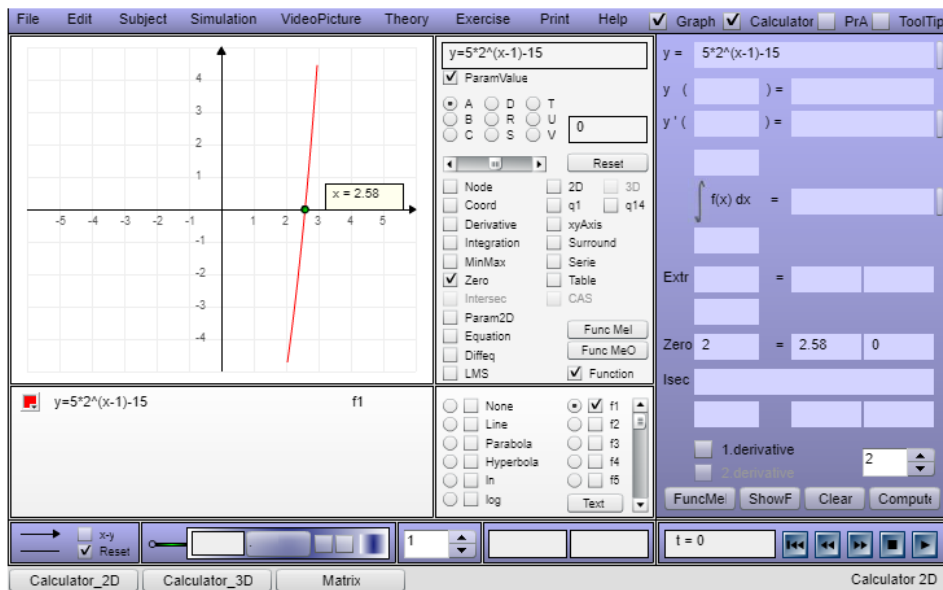 File Edit Subject Simulation VideoPicture Theory Exercise Print Help Graph Calculator PrA ToolTip
4
3
2
1
x = 2.58
-5 -4 -3 -2 -1 1 2 3 4 5
-1
-2
-3
-4
y=5*2^(x-1)-15
ParamValue
A D T
B R U
C S V
0
Reset
Node 2D 3D
Coord q1 q14
Derivative xyAxis
Integration Surround
MinMax Serie
Zero Table
Intersec CAS
Param2D
Equation Func MeI
Diffeq Func MeO
LMS Function
y = 5*2^(x-1)-15
y ( ) =
y ' ( ) =
∫ f(x) dx =
Extr =
Zero 2 = 2.58 0
Isec
1.derivative
2.derivative
2
FuncMeI ShowF Clear Compute
y=5*2^(x-1)-15 f1
None f1
Line f2
Parabola f3
Hyperbola f4
ln f5
log Text
x-y
Reset
1
t = 0
Calculator_2D Calculator_3D Matrix Calculator 2D